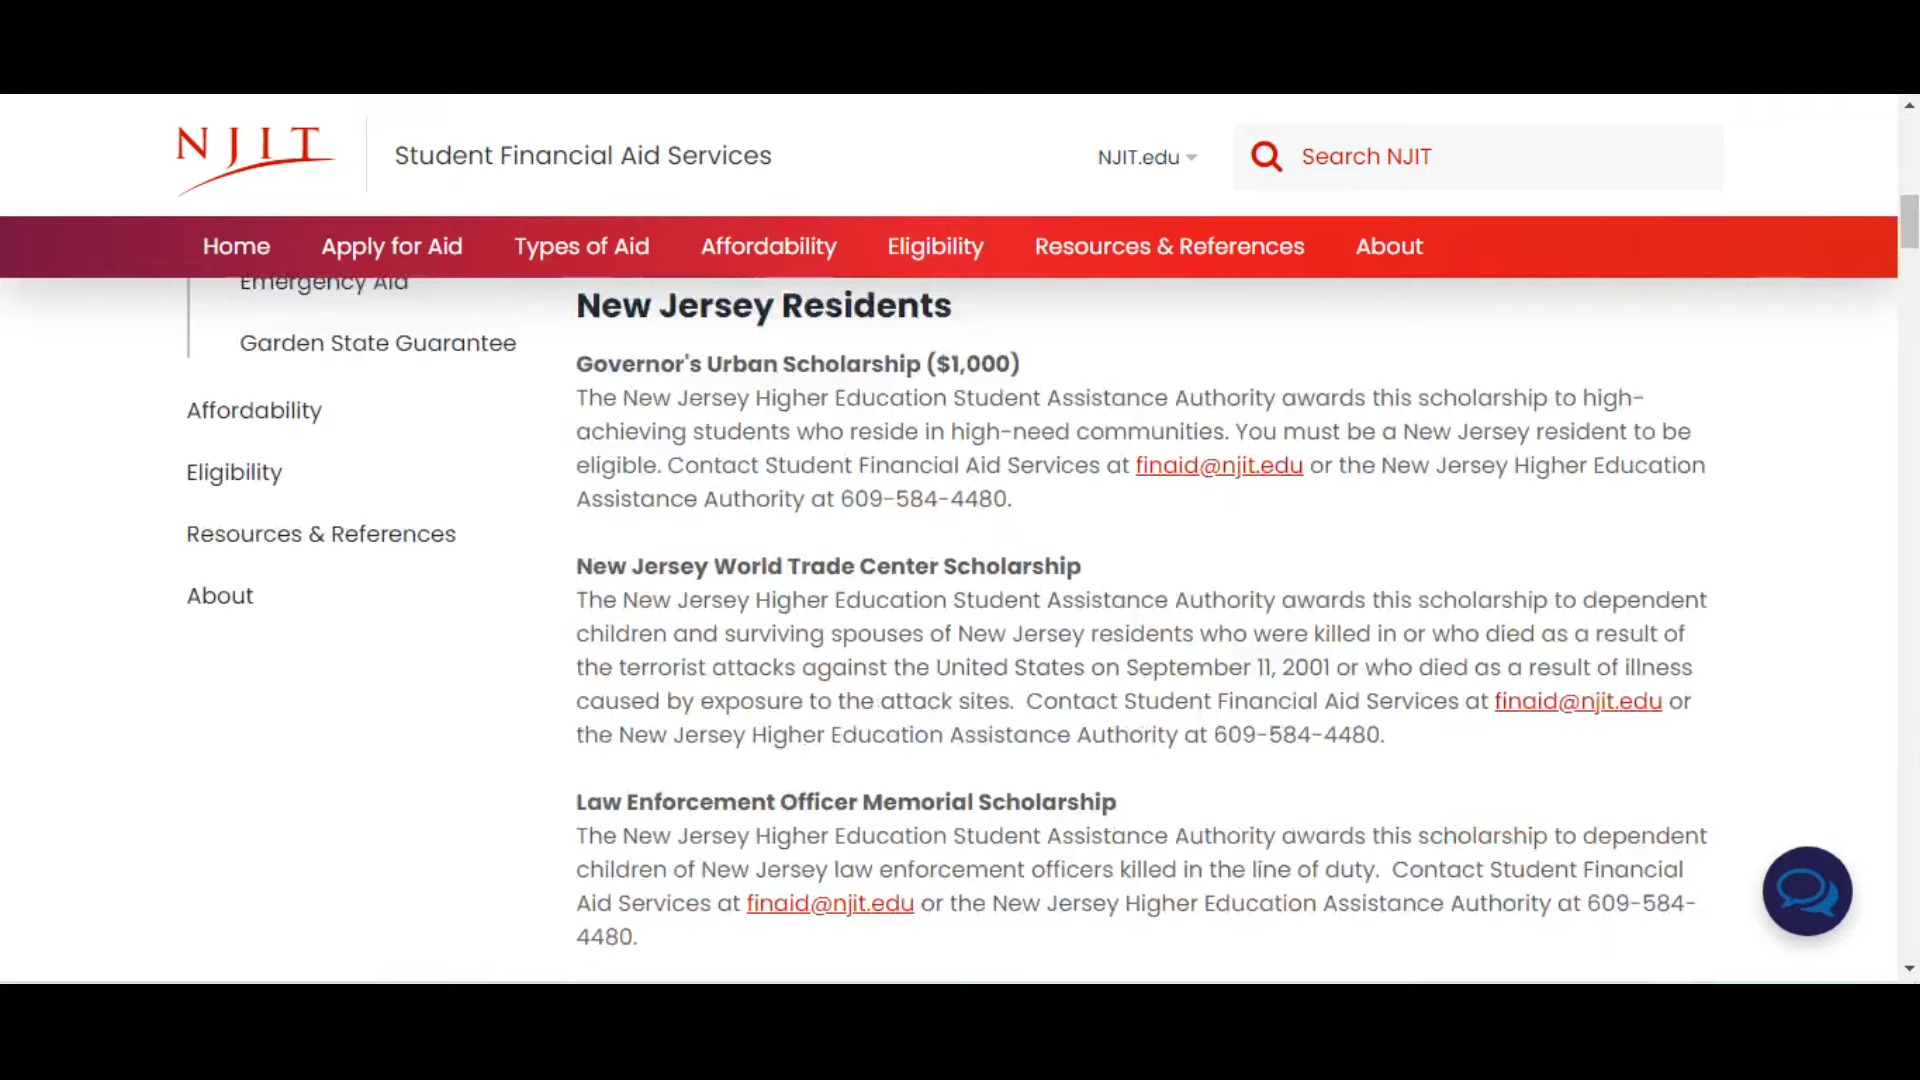 NJIT
Student Financial Aid Services
NJIT.edu
Search NJIT
Home
Apply for Aid
Types of Aid
Affordability
Eligibility
Resources & References
About
Emergency Aid
Garden State Guarantee
Affordability
Eligibility
Resources & References
About
New Jersey Residents
Governor's Urban Scholarship ($1,000)
The New Jersey Higher Education Student Assistance Authority awards this scholarship to high-
achieving students who reside in high-need communities. You must be a New Jersey resident to be
eligible. Contact Student Financial Aid Services at finaid@njit.edu or the New Jersey Higher Education
Assistance Authority at 609-584-4480.
New Jersey World Trade Center Scholarship
The New Jersey Higher Education Student Assistance Authority awards this scholarship to dependent
children and surviving spouses of New Jersey residents who were killed in or who died as a result of
the terrorist attacks against the United States on September 11, 2001 or who died as a result of illness
caused by exposure to the attack sites.  Contact Student Financial Aid Services at finaid@njit.edu or
the New Jersey Higher Education Assistance Authority at 609-584-4480.
Law Enforcement Officer Memorial Scholarship
The New Jersey Higher Education Student Assistance Authority awards this scholarship to dependent
children of New Jersey law enforcement officers killed in the line of duty.  Contact Student Financial
Aid Services at finaid@njit.edu or the New Jersey Higher Education Assistance Authority at 609-584-
4480.